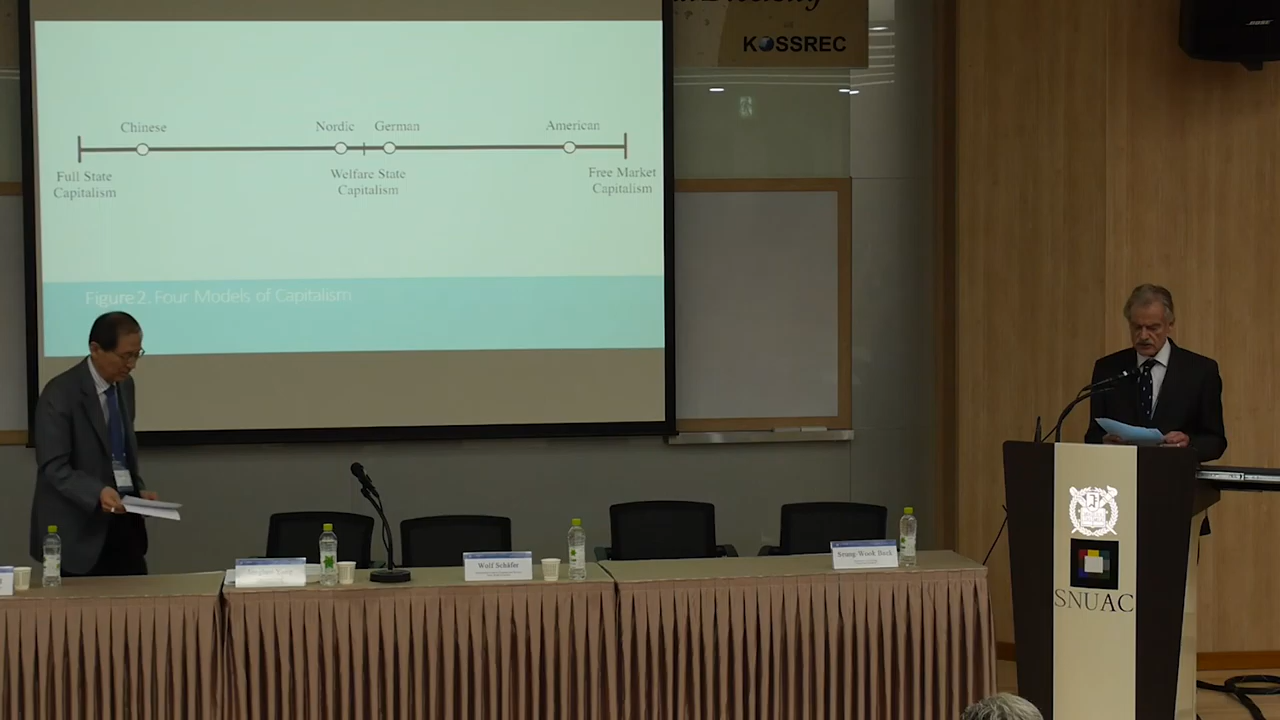 KOSSREC
BOSE
Chinese
Nordic
German
American
Full State
Capitalism
Welfare State
Capitalism
Free Market
Capitalism
Figure2. Four Models of Capitalism
Wolf Schäfer
Seung-Wook Baek
SNUAC